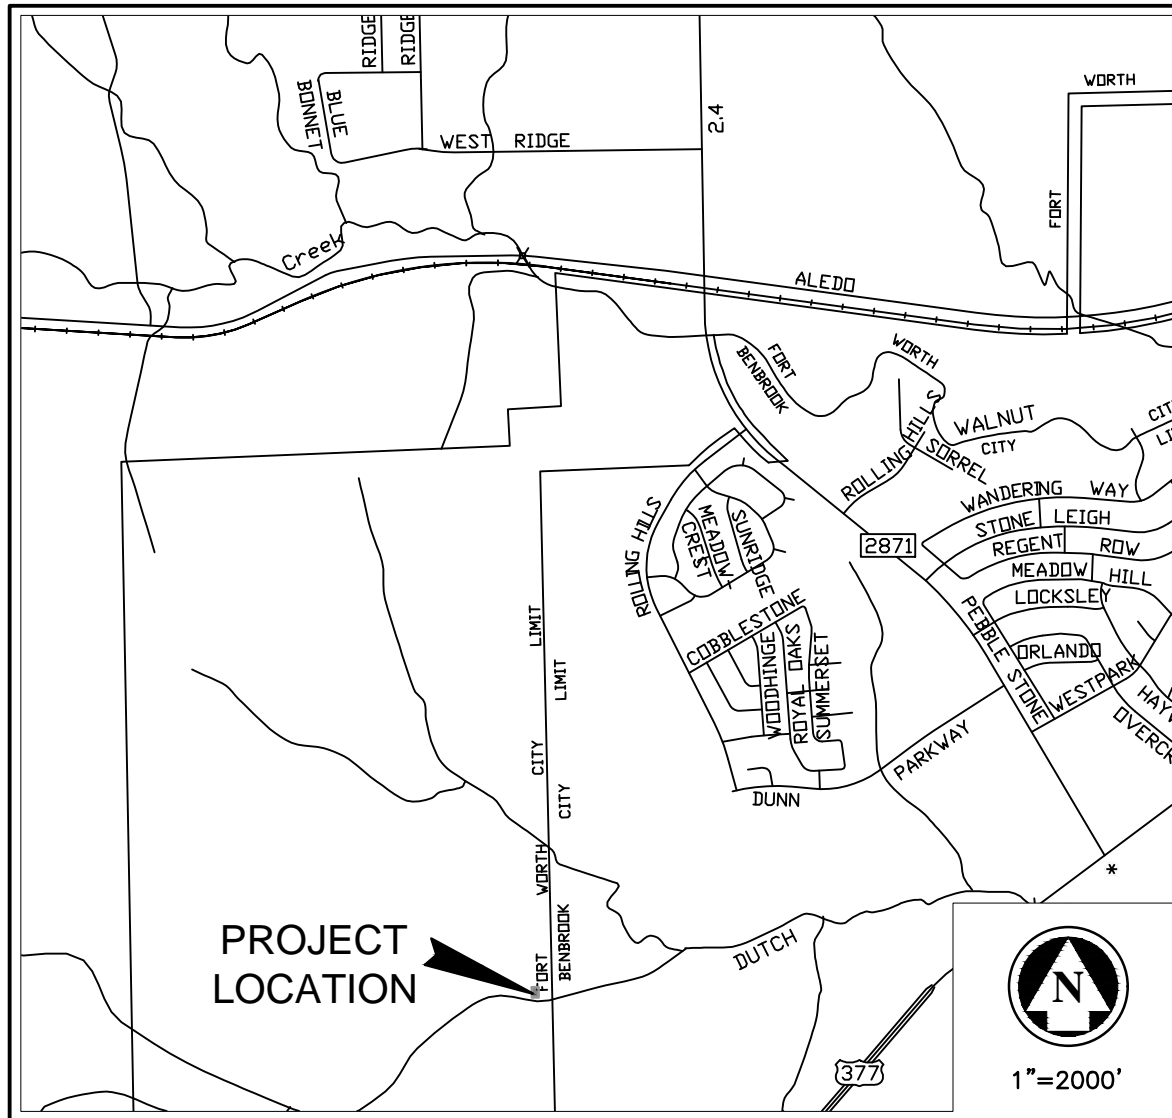 RIDGE
RIDGE
BLUE
BONNET
WEST RIDGE
2.4
WORTH
FORT
Creek
ALEDO
FORT
BENBROOK
WORTH
ROLLING HILLS
WALNUT
CITY
SORREL
WANDERING WAY
STONE LEIGH
REGENT ROW
MEADOW HILL
LOCKSLEY
ORLANDO
WESTPARK
PEBBLE STONE
2871
ROLLING HILLS
MEADOW
CREST
SUNRIDGE
COBBLESTONE
WOODHINGE
ROYAL OAKS
SUMMERSET
DUNN
PARKWAY
FORT WORTH CITY LIMIT
BENBROOK CITY LIMIT
PROJECT
LOCATION
DUTCH
*
377
N
1"=2000'